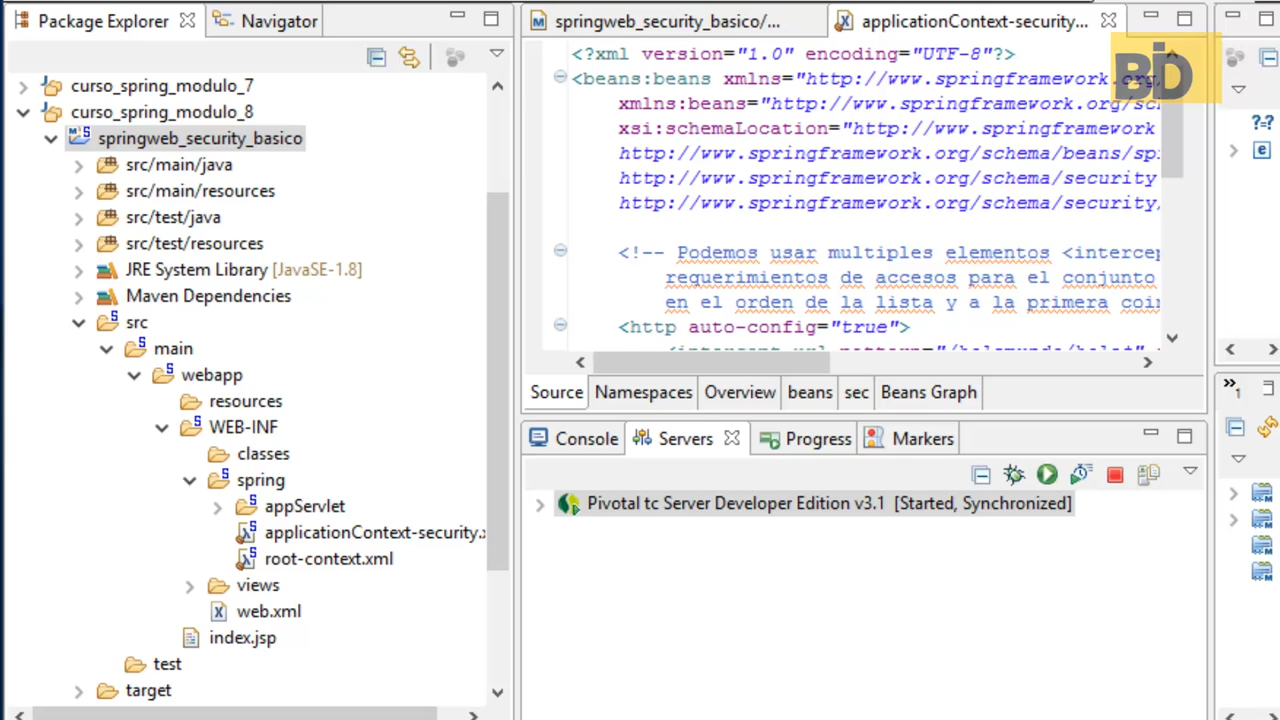 Package Explorer
Navigator
curso_spring_modulo_7
curso_spring_modulo_8
springweb_security_basico
src/main/java
src/main/resources
src/test/java
src/test/resources
JRE System Library [JavaSE-1.8]
Maven Dependencies
src
main
webapp
resources
WEB-INF
classes
spring
appServlet
applicationContext-security.
root-context.xml
views
web.xml
index.jsp
test
target
springweb_security_basico/...
applicationContext-security...
BiD
<?xml version="1.0" encoding="UTF-8"?>
<beans:beans xmlns="http://www.springframework.org/
xmlns:beans="http://www.springframework.org/sc
xsi:schemaLocation="http://www.springframework
http://www.springframework.org/schema/beans/sp
http://www.springframework.org/schema/security
http://www.springframework.org/schema/security/
<!-- Podemos usar multiples elementos <intercep
requerimientos de accesos para el conjunto
en el orden de la lista y a la primera coi
<http auto-config="true">
Source
Namespaces
Overview
beans
sec
Beans Graph
Console
Servers
Progress
Markers
Pivotal tc Server Developer Edition v3.1 [Started, Synchronized]
?=?
e
»1